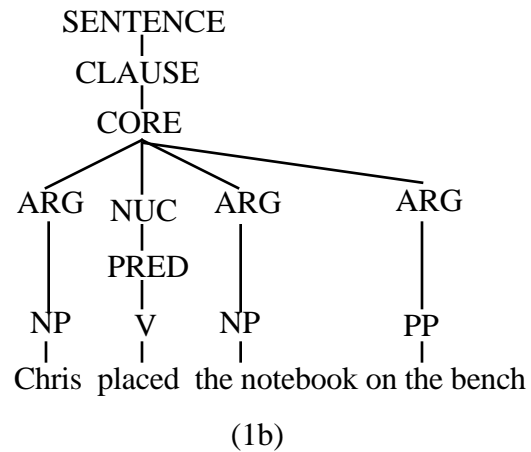 SENTENCE
CLAUSE
CORE
ARG NUC ARG ARG
PRED
NP V NP PP
Chris placed the notebook on the bench
(1b)